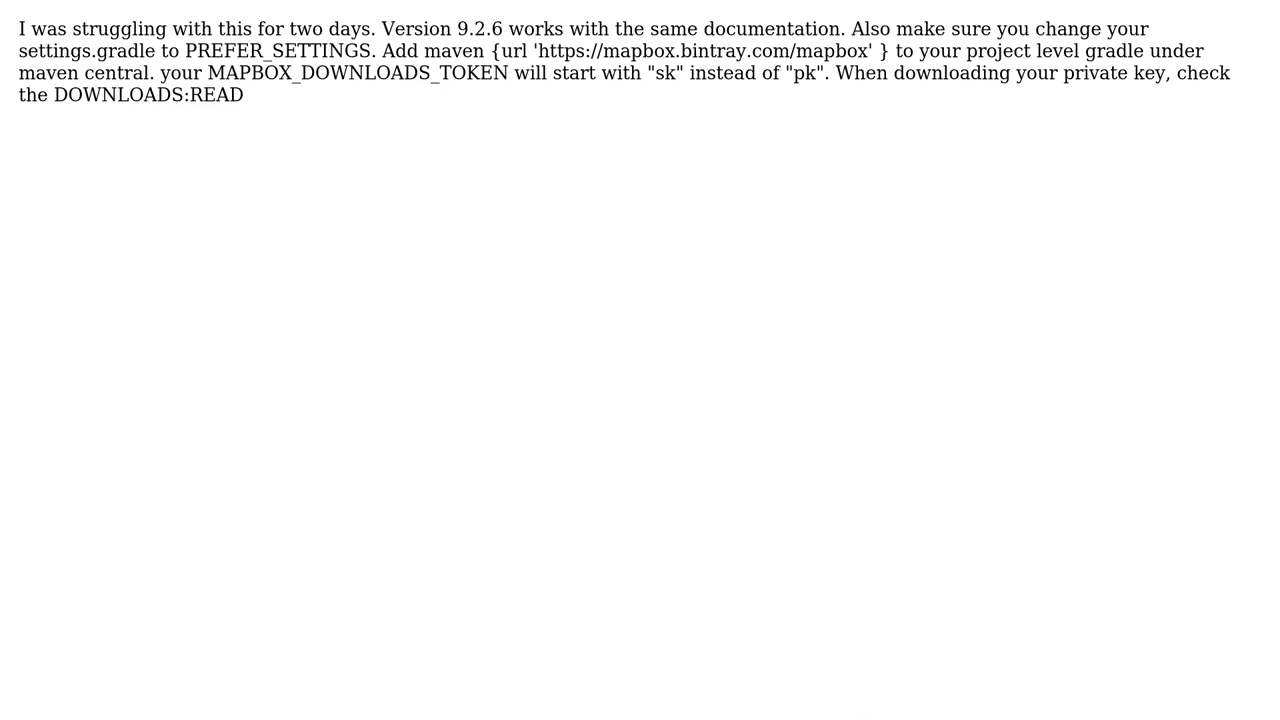 I was struggling with this for two days. Version 9.2.6 works with the same documentation. Also make sure you change your
settings.gradle to PREFER_SETTINGS. Add maven {url 'https://mapbox.bintray.com/mapbox' } to your project level gradle under
maven central. your MAPBOX_DOWNLOADS_TOKEN will start with "sk" instead of "pk". When downloading your private key, check
the DOWNLOADS:READ